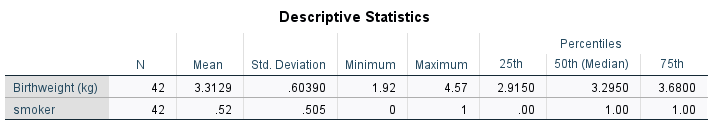 Descriptive Statistics
Percentiles
N Mean Std. Deviation Minimum Maximum 25th 50th (Median) 75th
Birthweight (kg) 42 3.3129 .60390 1.92 4.57 2.9150 3.2950 3.6800
smoker 42 .52 .505 0 1 .00 1.00 1.00